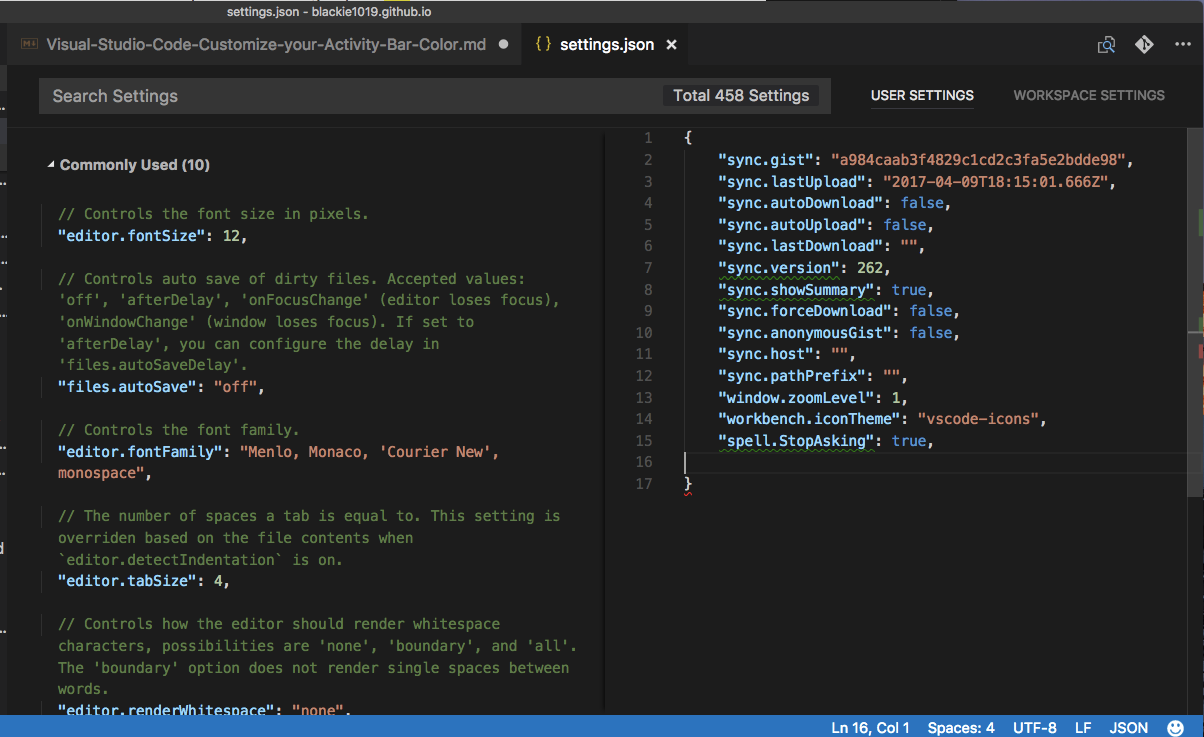 settings.json - blackie1019.github.io
Visual-Studio-Code-Customize-your-Activity-Bar-Color.md ● {} settings.json ×
Search Settings Total 458 Settings USER SETTINGS WORKSPACE SETTINGS
Commonly Used (10)
// Controls the font size in pixels.
"editor.fontSize": 12,
// Controls auto save of dirty files. Accepted values:
'off', 'afterDelay', 'onFocusChange' (editor loses focus),
'onWindowChange' (window loses focus). If set to
'afterDelay', you can configure the delay in
'files.autoSaveDelay'.
"files.autoSave": "off",
// Controls the font family.
"editor.fontFamily": "Menlo, Monaco, 'Courier New',
monospace",
// The number of spaces a tab is equal to. This setting is
overriden based on the file contents when
`editor.detectIndentation` is on.
"editor.tabSize": 4,
// Controls how the editor should render whitespace
characters, possibilities are 'none', 'boundary', and 'all'.
The 'boundary' option does not render single spaces between
words.
"editor.renderWhitespace": "none",
1 {
2 "sync.gist": "a984caab3f4829c1cd2c3fa5e2bdde98",
3 "sync.lastUpload": "2017-04-09T18:15:01.666Z",
4 "sync.autoDownload": false,
5 "sync.autoUpload": false,
6 "sync.lastDownload": "",
7 "sync.version": 262,
8 "sync.showSummary": true,
9 "sync.forceDownload": false,
10 "sync.anonymousGist": false,
11 "sync.host": "",
12 "sync.pathPrefix": "",
13 "window.zoomLevel": 1,
14 "workbench.iconTheme": "vscode-icons",
15 "spell.StopAsking": true,
16
17 }
Ln 16, Col 1 Spaces: 4 UTF-8 LF JSON